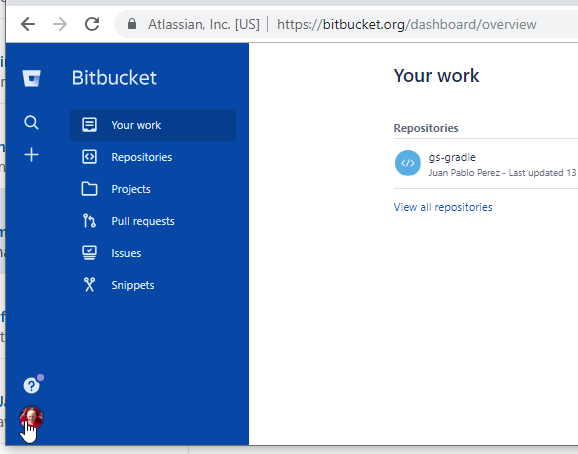 Atlassian, Inc. [US] | https://bitbucket.org/dashboard/overview
Bitbucket
Your work
Repositories
Projects
Pull requests
Issues
Snippets
Your work
Repositories
gs-gradle
Juan Pablo Perez - Last updated 13
View all repositories